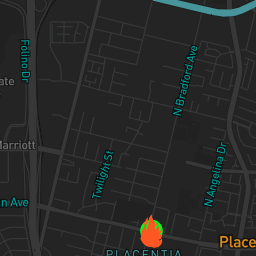 Folino Dr
N Bradford Ave
ate
Marriott
Twilight St
N Angelina Dr
n Ave
Place
PLACENTIA